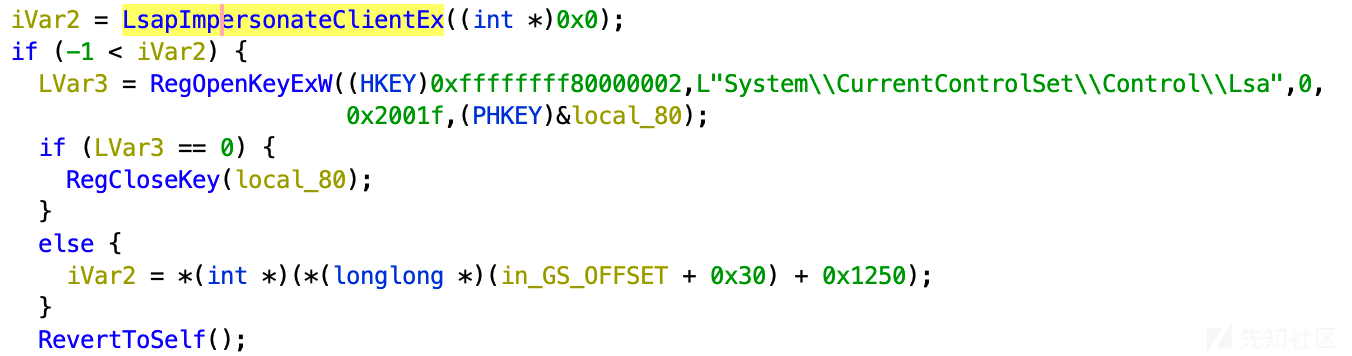 iVar2 = LsapImpersonateClientEx((int *)0x0);
if (-1 < iVar2) {
  LVar3 = RegOpenKeyExW((HKEY)0xffffffff80000002,L"System\\CurrentControlSet\\Control\\Lsa",0,
                        0x2001f,(PHKEY)&local_80);
  if (LVar3 == 0) {
    RegCloseKey(local_80);
  }
  else {
    iVar2 = *(int *)(*(longlong *)(in_GS_OFFSET + 0x30) + 0x1250);
  }
  RevertToSelf();
先知社区